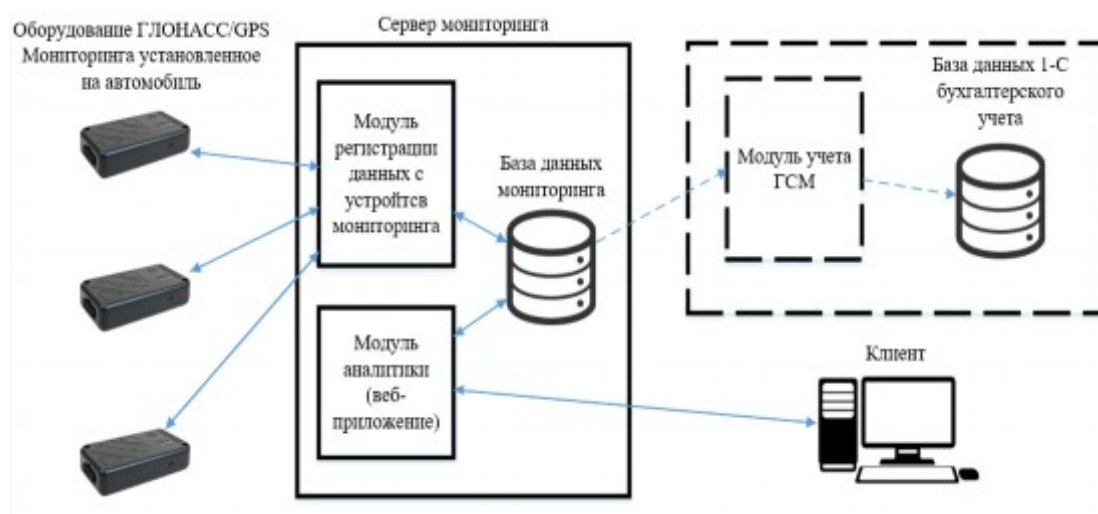 Оборудование ГЛОНАСС/GPS
Мониторинга установленное
на автомобиль
Сервер мониторинга
Модуль
регистрации
данных с
устройтсв
мониторинга
База данных
мониторинга
Модуль
аналитики
(веб-
приложение)
Модуль учета
ГСМ
База данных 1-С
бухгалтерского
учета
Клиент